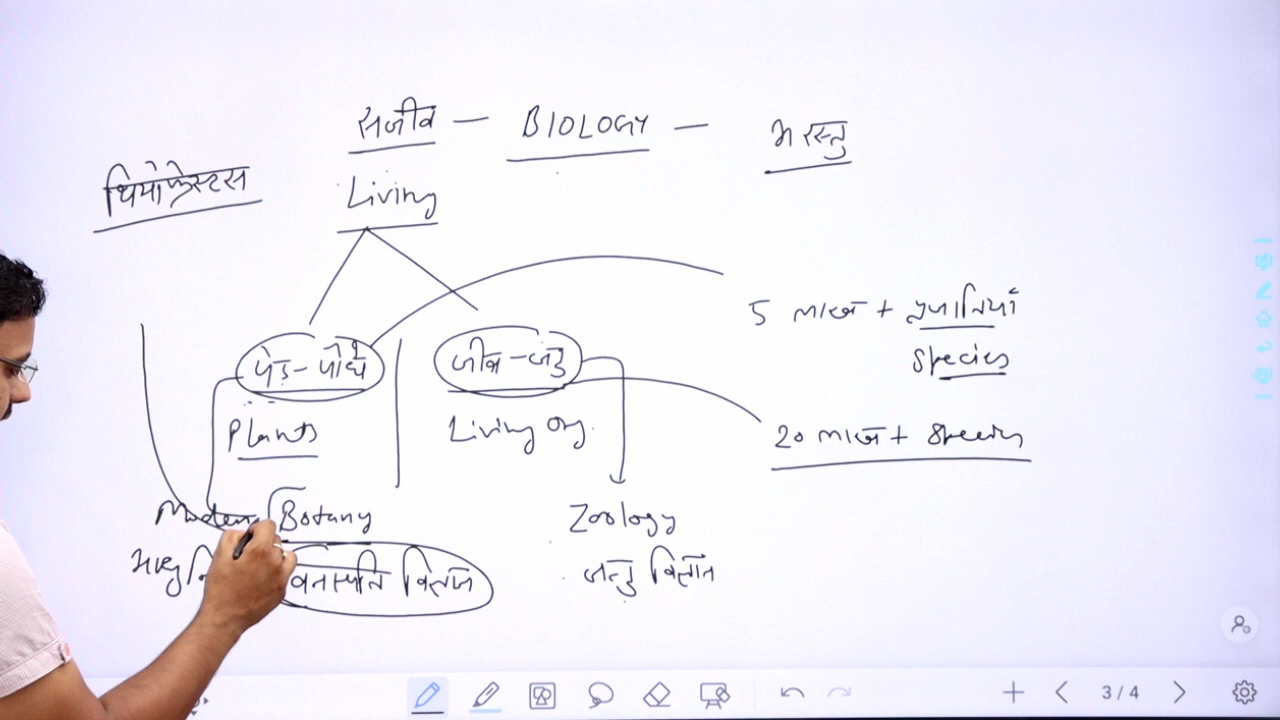 सजीव — BIOLOGY — अरस्तु
थियोफ्रेस्टस
Living
5 लाख + प्रजातियाँ
Species
पेड़-पौधे जीव-जन्तु
Plants Living Org.
20 लाख + Species
Modern Botany Zoology
वनस्पति विज्ञान जन्तु विज्ञान
3/4